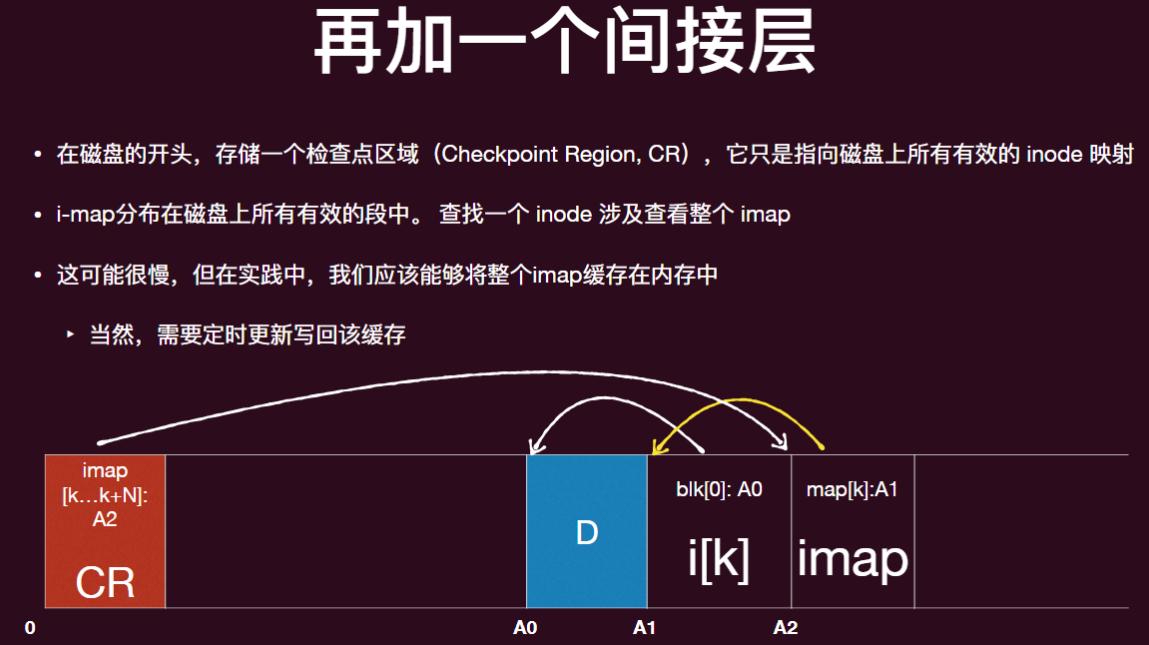 再加一个间接层
• 在磁盘的开头，存储一个检查点区域（Checkpoint Region, CR），它只是指向磁盘上所有有效的 inode 映射
• i-map分布在磁盘上所有有效的段中。 查找一个 inode 涉及查看整个 imap
• 这可能很慢，但在实践中，我们应该能够将整个imap缓存在内存中
‣ 当然，需要定时更新写回该缓存
imap
[k…k+N]:
A2
CR
D
blk[0]: A0
i[k]
map[k]:A1
imap
0
A0
A1
A2